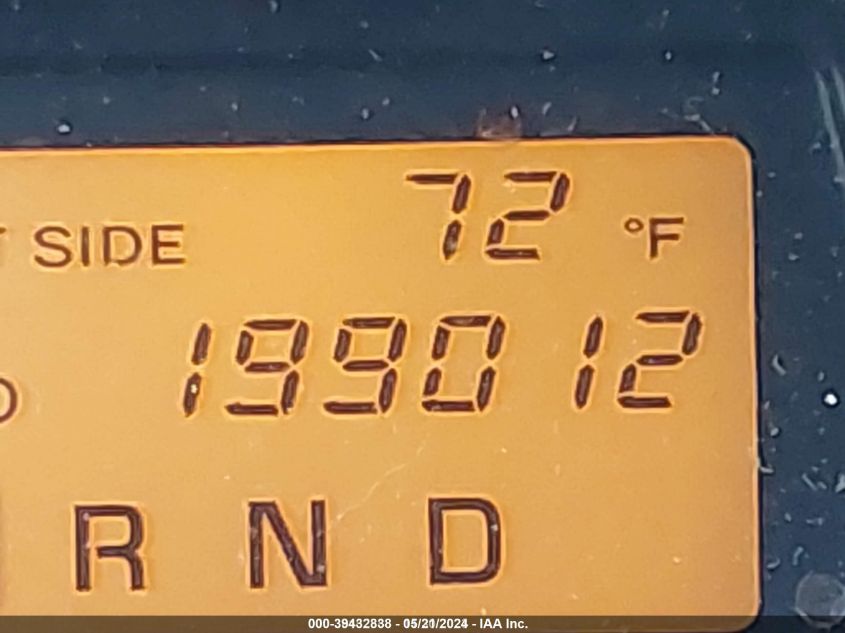 SIDE 72 °F
199012
R N D
000-39432838 - 05/21/2024 - IAA Inc.